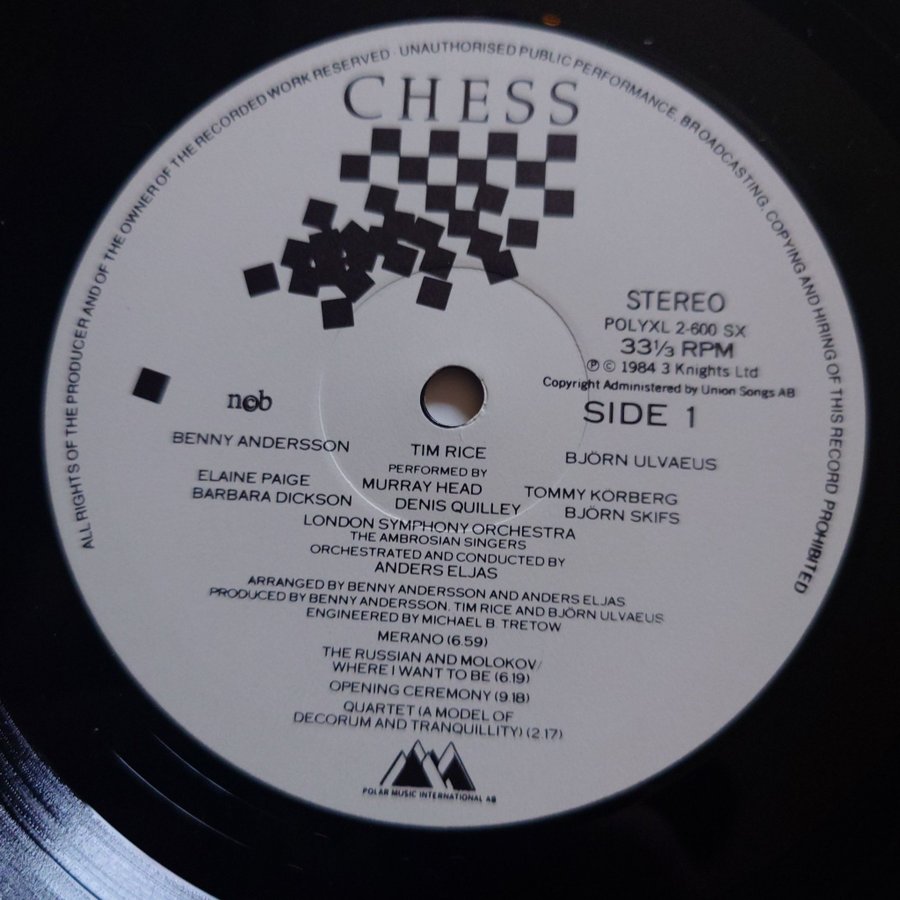 ALL RIGHTS OF THE PRODUCER AND OF THE OWNER OF THE RECORDED WORK RESERVED · UNAUTHORISED PUBLIC PERFORMANCE, BROADCASTING, COPYING AND HIRING OF THIS RECORD PROHIBITED
CHESS
STEREO
POLYXL 2-600 SX
33⅓ RPM
℗ © 1984 3 Knights Ltd
Copyright Administered by Union Songs AB
SIDE 1
ncb
BENNY ANDERSSON TIM RICE BJÖRN ULVAEUS
PERFORMED BY
ELAINE PAIGE MURRAY HEAD TOMMY KÖRBERG
BARBARA DICKSON DENIS QUILLEY BJÖRN SKIFS
LONDON SYMPHONY ORCHESTRA
THE AMBROSIAN SINGERS
ORCHESTRATED AND CONDUCTED BY
ANDERS ELJAS
ARRANGED BY BENNY ANDERSSON AND ANDERS ELJAS
PRODUCED BY BENNY ANDERSSON, TIM RICE AND BJÖRN ULVAEUS
ENGINEERED BY MICHAEL B. TRETOW
MERANO (6.59)
THE RUSSIAN AND MOLOKOV/
WHERE I WANT TO BE (6.19)
OPENING CEREMONY (9.18)
QUARTET (A MODEL OF
DECORUM AND TRANQUILLITY) (2.17)
POLAR MUSIC INTERNATIONAL AB